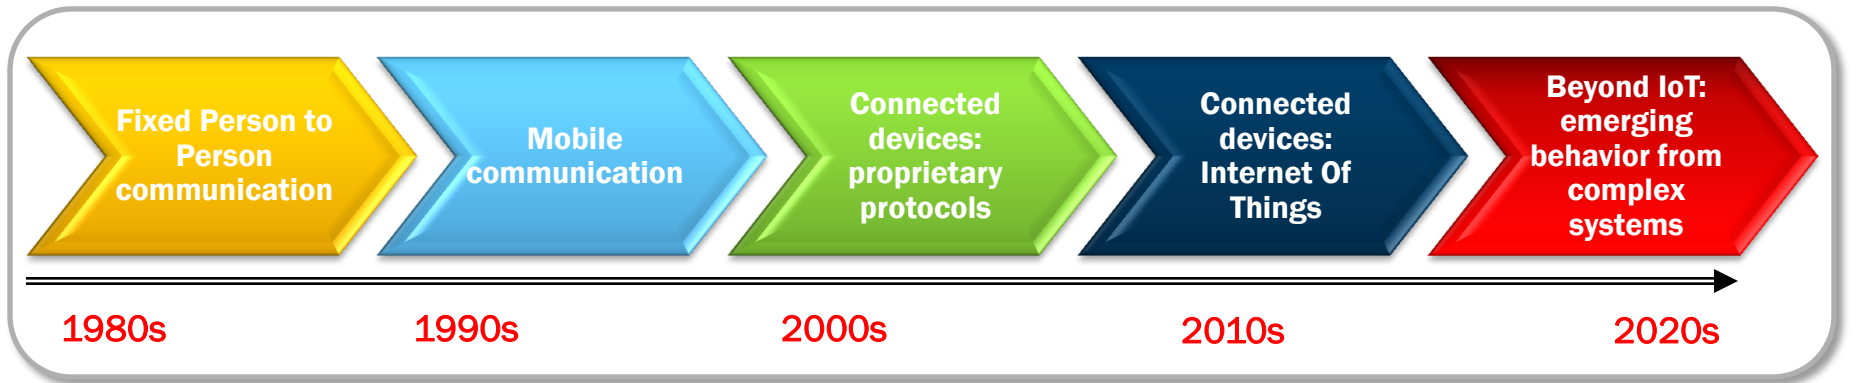 Fixed Person to
Person
communication
Mobile
communication
Connected
devices:
proprietary
protocols
Connected
devices:
Internet Of
Things
Beyond IoT:
emerging
behavior from
complex
systems
1980s
1990s
2000s
2010s
2020s